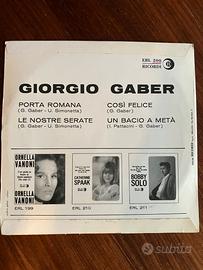 ERL 200
RICORDI
GIORGIO GABER
PORTA ROMANA
(G. Gaber - U. Simonetta)
LE NOSTRE SERATE
(G. Gaber - U. Simonetta)
COSÌ FELICE
(G. Gaber)
UN BACIO A METÀ
(I. Pattacini - G. Gaber)
ORNELLA
VANONI
ORNELLA
VANONI
ERL 199
CATHERINE
SPAAK
ERL 210
BOBBY
SOLO
ERL 211
subito